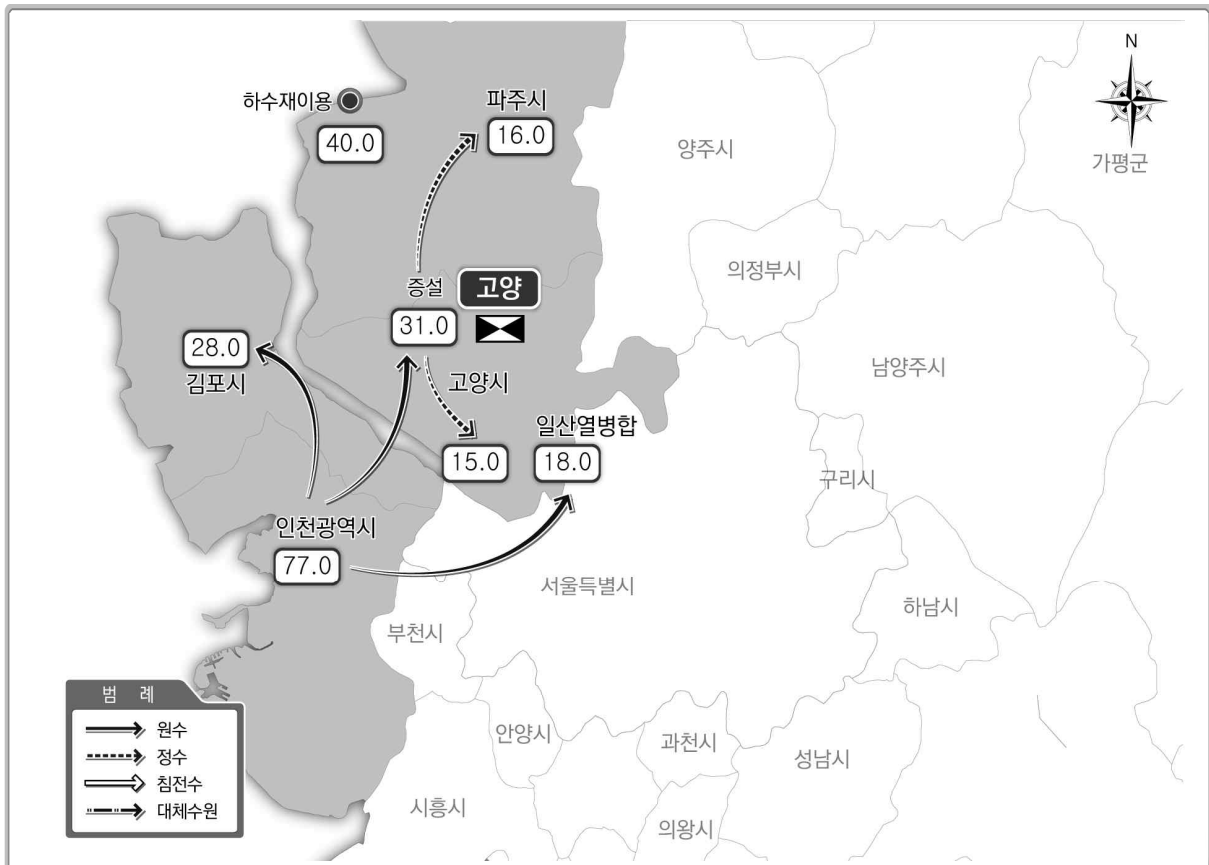 N
하수재이용
40.0
파주시
16.0
양주시
가평군
의정부시
증설
고양
31.0
28.0
김포시
고양시
남양주시
일산열병합
15.0
18.0
구리시
인천광역시
77.0
서울득별시
하남시
부천시
범 례
원수
정수
침전수
대체수원
안양시
과천시
성남시
시흥시
의왕시